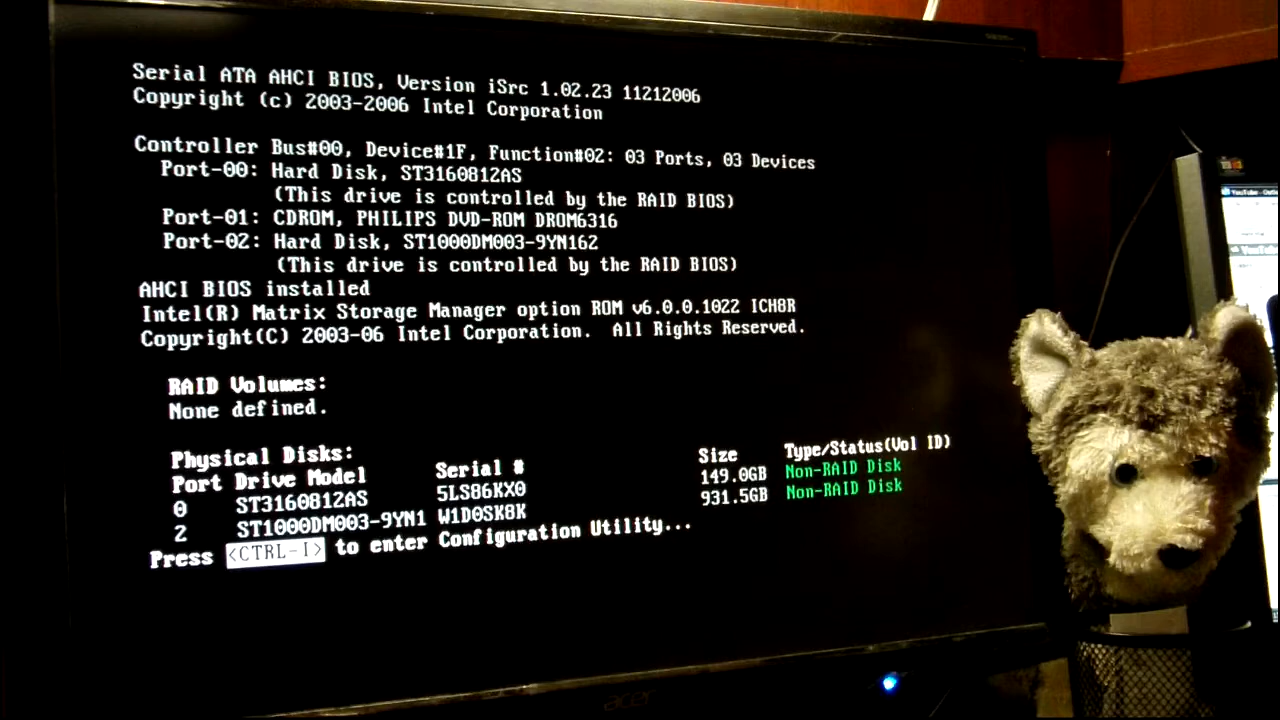 Serial ATA AHCI BIOS, Version iSrc 1.02.23 11212006
Copyright (c) 2003-2006 Intel Corporation
Controller Bus#00, Device#1F, Function#02: 03 Ports, 03 Devices
Port-00: Hard Disk, ST3160812AS
(This drive is controlled by the RAID BIOS)
Port-01: CDROM, PHILIPS DVD-ROM DROM6316
Port-02: Hard Disk, ST1000DM003-9YN162
(This drive is controlled by the RAID BIOS)
AHCI BIOS installed
Intel(R) Matrix Storage Manager option ROM v6.0.0.1022 ICH8R
Copyright(C) 2003-06 Intel Corporation. All Rights Reserved.
RAID Volumes:
None defined.
Physical Disks:
Port Drive Model Serial # Size Type/Status(Vol ID)
0 ST3160812AS 5LS86KX0 149.0GB Non-RAID Disk
2 ST1000DM003-9YN1 W1D0SK8K 931.5GB Non-RAID Disk
Press <CTRL-I> to enter Configuration Utility...
acer